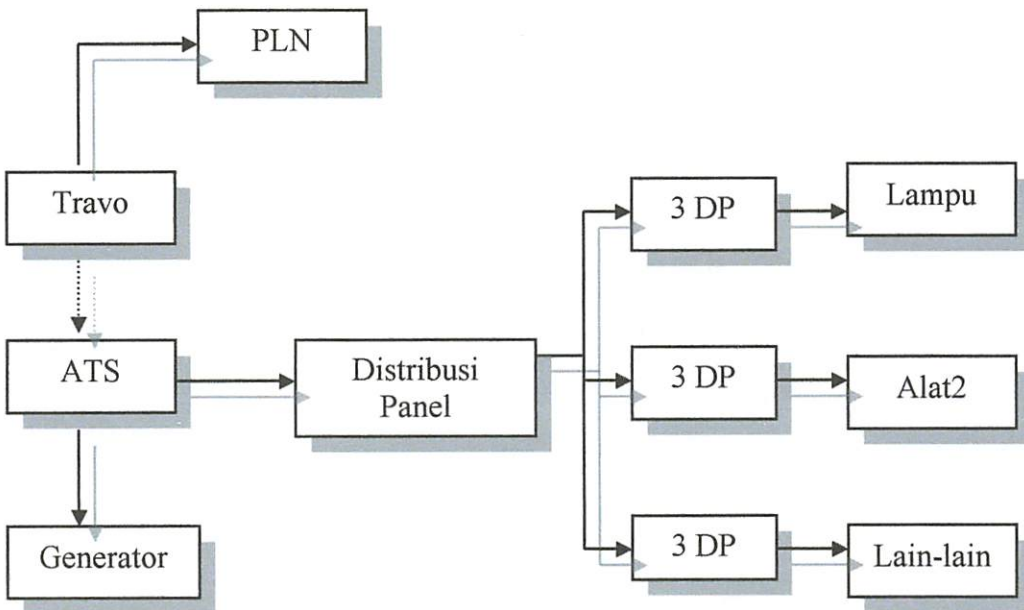 PLN
Travo
ATS
Generator
Distribusi
Panel
3 DP
Lampu
3 DP
Alat2
3 DP
Lain-lain